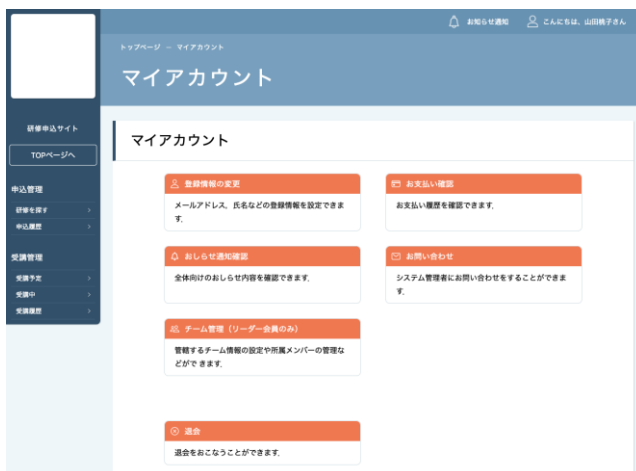 お知らせ通知
こんにちは、山田桃子さん
トップページ － マイアカウント
マイアカウント
研修申込サイト
TOPページへ
申込管理
研修を探す
申込履歴
受講管理
受講予定
受講中
受講履歴
マイアカウント
登録情報の変更
メールアドレス、氏名などの登録情報を設定できま
す。
お支払い確認
お支払い履歴を確認できます。
おしらせ通知確認
全体向けのおしらせ内容を確認できます。
お問い合わせ
システム管理者にお問い合わせをすることができま
す。
チーム管理（リーダー会員のみ）
管轄するチーム情報の設定や所属メンバーの管理な
どがで きます。
退会
退会をおこなうことができます。